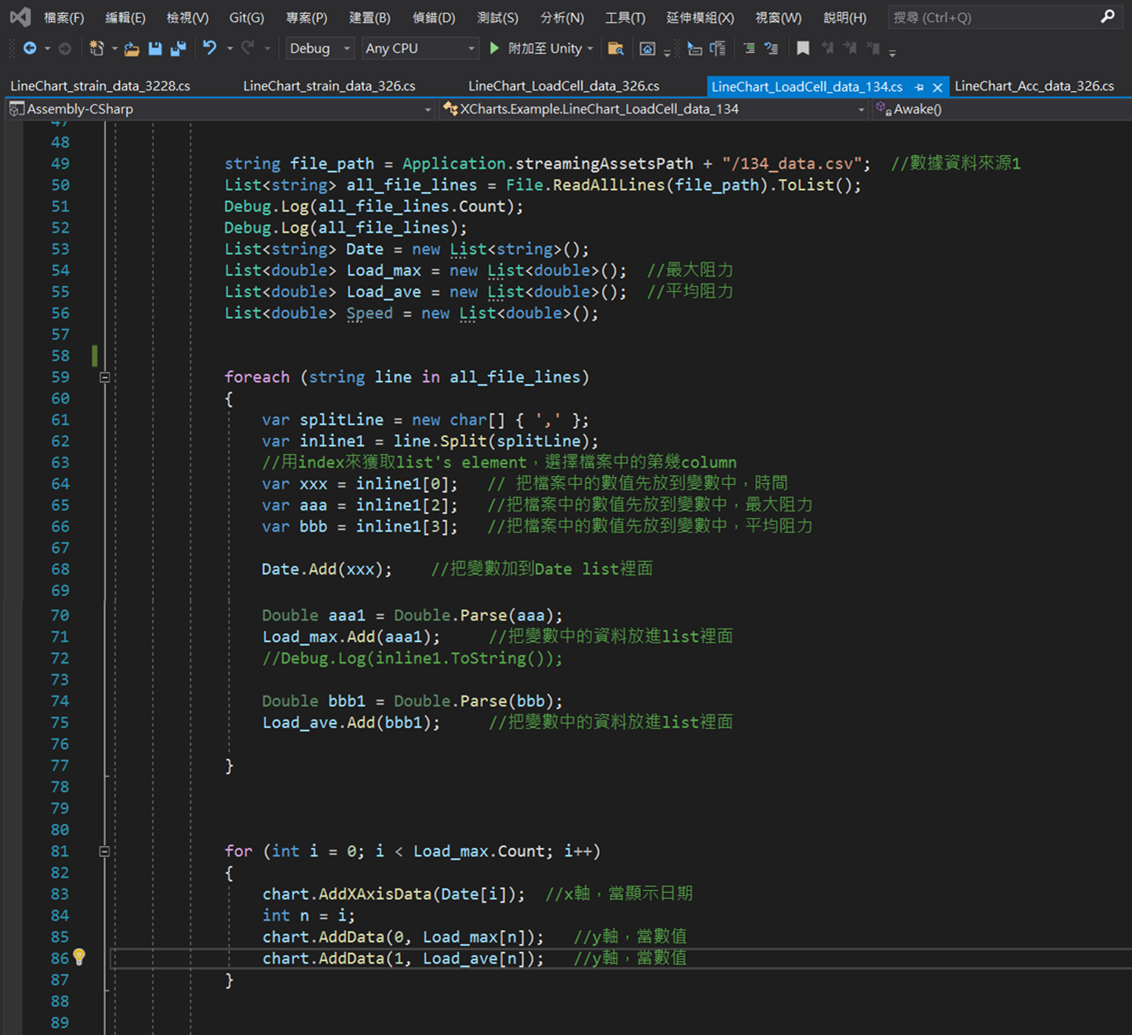 檔案(F) 編輯(E) 檢視(V) Git(G) 專案(P) 建置(B) 偵錯(D) 測試(S) 分析(N) 工具(T) 延伸模組(X) 視窗(W) 說明(H) 搜尋 (Ctrl+Q)
Debug Any CPU 附加至 Unity
LineChart_strain_data_3228.cs LineChart_strain_data_326.cs LineChart_LoadCell_data_326.cs LineChart_LoadCell_data_134.cs LineChart_Acc_data_326.cs
Assembly-CSharp XCharts.Example.LineChart_LoadCell_data_134 Awake()
47
48
49 string file_path = Application.streamingAssetsPath + "/134_data.csv"; //數據資料來源1
50 List<string> all_file_lines = File.ReadAllLines(file_path).ToList();
51 Debug.Log(all_file_lines.Count);
52 Debug.Log(all_file_lines);
53 List<string> Date = new List<string>();
54 List<double> Load_max = new List<double>(); //最大阻力
55 List<double> Load_ave = new List<double>(); //平均阻力
56 List<double> Speed = new List<double>();
57
58
59 foreach (string line in all_file_lines)
60 {
61 var splitLine = new char[] { ',' };
62 var inline1 = line.Split(splitLine);
63 //用index來獲取list's element，選擇檔案中的第幾column
64 var xxx = inline1[0]; // 把檔案中的數值先放到變數中，時間
65 var aaa = inline1[2]; //把檔案中的數值先放到變數中，最大阻力
66 var bbb = inline1[3]; //把檔案中的數值先放到變數中，平均阻力
67
68 Date.Add(xxx); //把變數加到Date list裡面
69
70 Double aaa1 = Double.Parse(aaa);
71 Load_max.Add(aaa1); //把變數中的資料放進list裡面
72 //Debug.Log(inline1.ToString());
73
74 Double bbb1 = Double.Parse(bbb);
75 Load_ave.Add(bbb1); //把變數中的資料放進list裡面
76
77 }
78
79
80
81 for (int i = 0; i < Load_max.Count; i++)
82 {
83 chart.AddXAxisData(Date[i]); //x軸，當顯示日期
84 int n = i;
85 chart.AddData(0, Load_max[n]); //y軸，當數值
86 chart.AddData(1, Load_ave[n]); //y軸，當數值
87 }
88
89